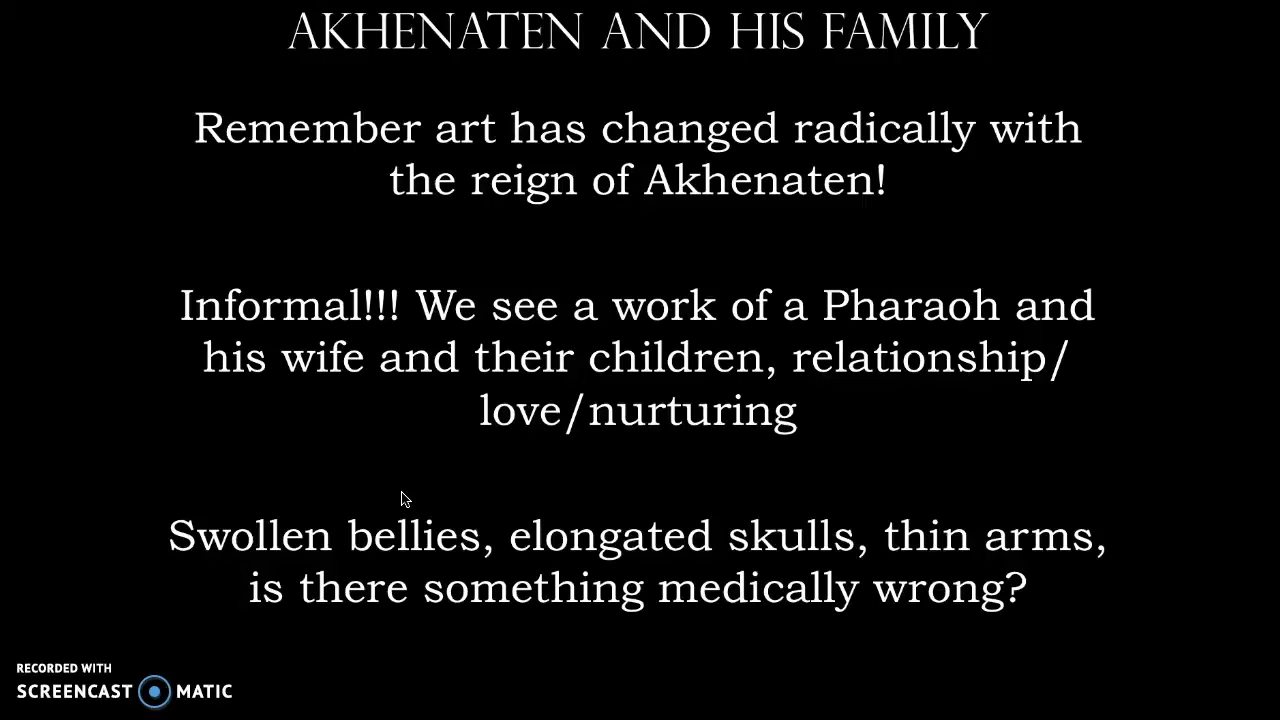 AKHENATEN AND HIS FAMILY
Remember art has changed radically with
the reign of Akhenaten!
Informal!!! We see a work of a Pharaoh and
his wife and their children, relationship/
love/nurturing
Swollen bellies, elongated skulls, thin arms,
is there something medically wrong?
RECORDED WITH
SCREENCAST MATIC